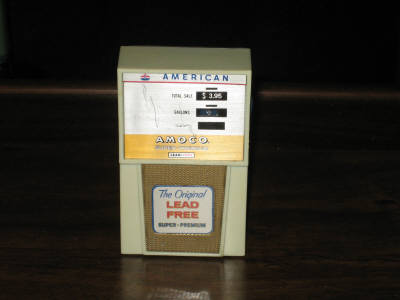 AMERICAN
TOTAL SALE $ 3.95
GALLONS
AMOCO
The Original
LEAD
FREE
SUPER-PREMIUM